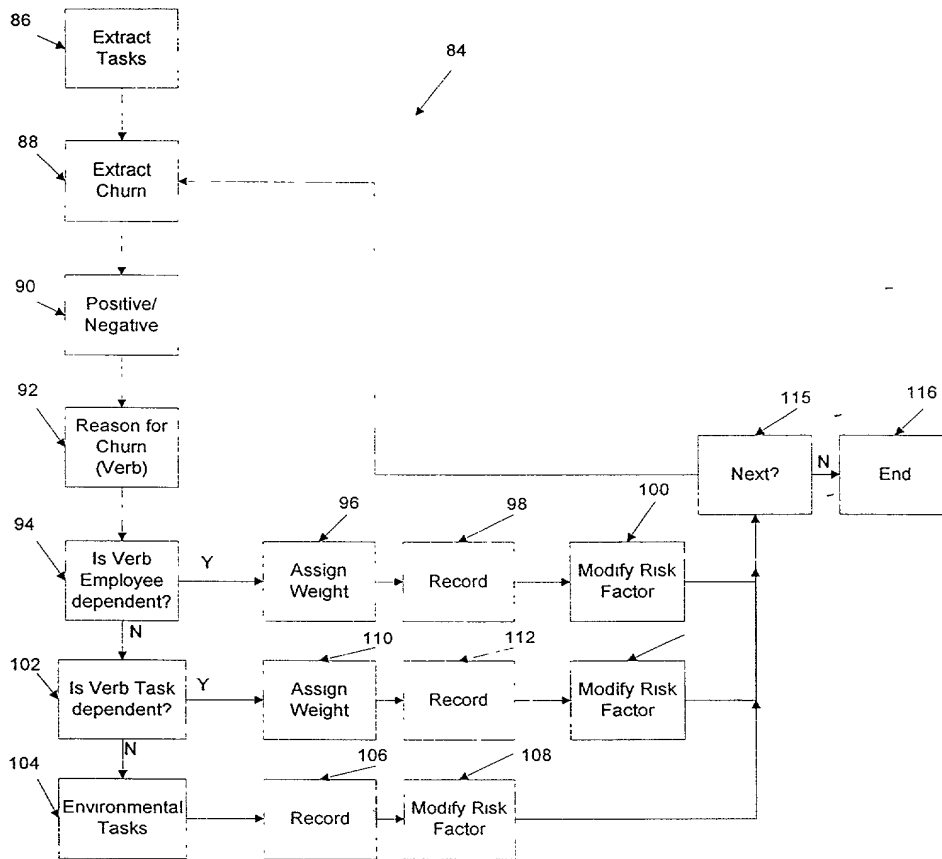 86
Extract
Tasks
84
88
Extract
Churn
90
Positive/
Negative
92
Reason for
Churn
(Verb)
115
116
Next?
N
End
94
Is Verb
Employee
dependent?
Y
96
Assign
Weight
98
Record
100
Modify Risk
Factor
N
102
Is Verb Task
dependent?
Y
110
Assign
Weight
112
Record
Modify Risk
Factor
N
104
Environmental
Tasks
106
Record
108
Modify Risk
Factor